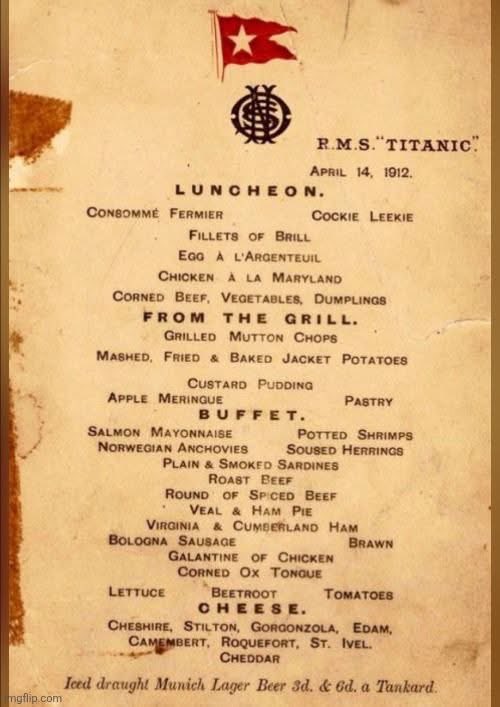 R.M.S. "TITANIC."
APRIL 14, 1912.
LUNCHEON.
CONSOMMÉ FERMIER COCKIE LEEKIE
FILLETS OF BRILL
EGG À L'ARGENTEUIL
CHICKEN À LA MARYLAND
CORNED BEEF, VEGETABLES, DUMPLINGS
FROM THE GRILL.
GRILLED MUTTON CHOPS
MASHED, FRIED & BAKED JACKET POTATOES
CUSTARD PUDDING
APPLE MERINGUE PASTRY
BUFFET.
SALMON MAYONNAISE POTTED SHRIMPS
NORWEGIAN ANCHOVIES SOUSED HERRINGS
PLAIN & SMOKED SARDINES
ROAST BEEF
ROUND OF SPICED BEEF
VEAL & HAM PIE
VIRGINIA & CUMBERLAND HAM
BOLOGNA SAUSAGE BRAWN
GALANTINE OF CHICKEN
CORNED OX TONGUE
LETTUCE BEETROOT TOMATOES
CHEESE.
CHESHIRE, STILTON, GORGONZOLA, EDAM,
CAMEMBERT, ROQUEFORT, ST. IVEL.
CHEDDAR
Iced draught Munich Lager Beer 3d. & 6d. a Tankard.
mgflip.com